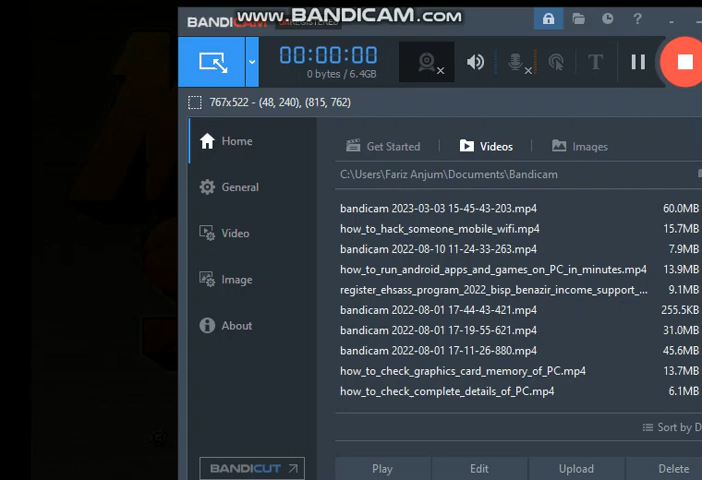 www.BANDICAM.com
BANDICAM UNREGISTERED
00:00:00
0 bytes / 6.4GB
T
767x522 - (48, 240), (815, 762)
Home
General
Video
Image
About
BANDICUT
Get Started
Videos
Images
C:\Users\Fariz Anjum\Documents\Bandicam
bandicam 2023-03-03 15-45-43-203.mp4 60.0MB
how_to_hack_someone_mobile_wifi.mp4 15.7MB
bandicam 2022-08-10 11-24-33-263.mp4 7.9MB
how_to_run_android_apps_and_games_on_PC_in_minutes.mp4 13.9MB
register_ehsass_program_2022_bisp_benazir_income_support_... 9.1MB
bandicam 2022-08-01 17-44-43-421.mp4 255.5KB
bandicam 2022-08-01 17-19-55-621.mp4 31.0MB
bandicam 2022-08-01 17-11-26-880.mp4 45.6MB
how_to_check_graphics_card_memory_of_PC.mp4 13.7MB
how_to_check_complete_details_of_PC.mp4 6.1MB
Sort by D
Play Edit Upload Delete